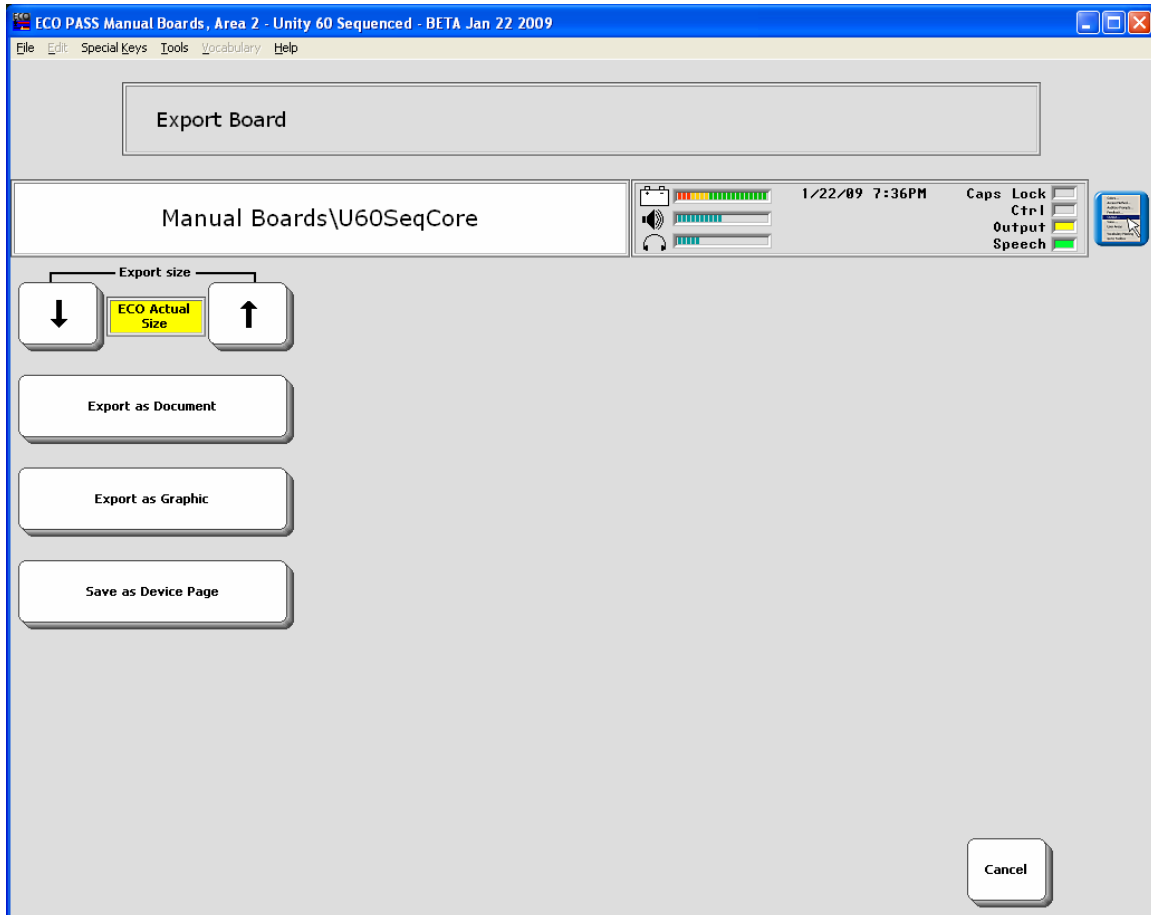 ECO PASS Manual Boards, Area 2 - Unity 60 Sequenced - BETA Jan 22 2009
File Edit Special Keys Tools Vocabulary Help
Export Board
Manual Boards\U60SeqCore
1/22/09 7:36PM
Caps Lock
Ctrl
Output
Speech
Export size
ECO Actual
Size
Export as Document
Export as Graphic
Save as Device Page
Cancel